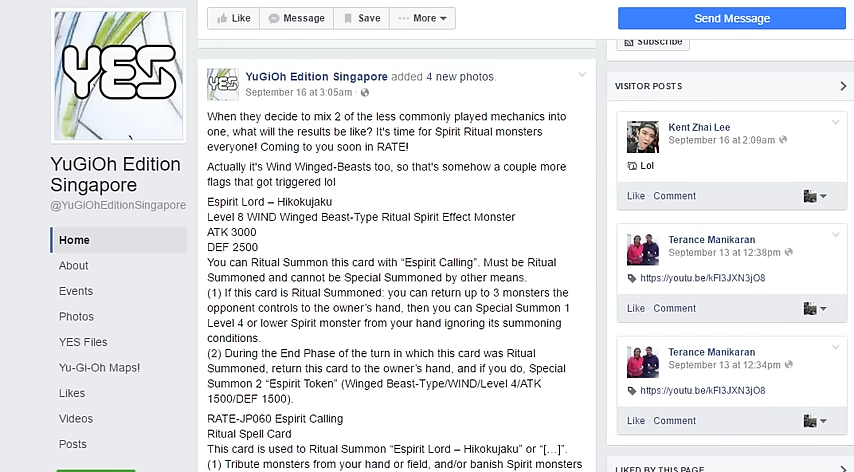 Like
Message
Save
More
Send Message
YES
YuGiOh Edition
Singapore
@YuGiOhEditionSingapore
Home
About
Events
Photos
YES Files
Yu-Gi-Oh Maps!
Likes
Videos
Posts
YES
YuGiOh Edition Singapore added 4 new photos.
September 16 at 3:05am ·
When they decide to mix 2 of the less commonly played mechanics into
one, what will the results be like? It's time for Spirit Ritual monsters
everyone! Coming to you soon in RATE!
Actually it's Wind Winged-Beasts too, so that's somehow a couple more
flags that got triggered lol
Espirit Lord – Hikokujaku
Level 8 WIND Winged Beast-Type Ritual Spirit Effect Monster
ATK 3000
DEF 2500
You can Ritual Summon this card with “Espirit Calling”. Must be Ritual
Summoned and cannot be Special Summoned by other means.
(1) If this card is Ritual Summoned: you can return up to 3 monsters the
opponent controls to the owner’s hand, then you can Special Summon 1
Level 4 or lower Spirit monster from your hand ignoring its summoning
conditions.
(2) During the End Phase of the turn in which this card was Ritual
Summoned, return this card to the owner’s hand, and if you do, Special
Summon 2 “Espirit Token” (Winged Beast-Type/WIND/Level 4/ATK
1500/DEF 1500).
RATE-JP060 Espirit Calling
Ritual Spell Card
This card is used to Ritual Summon “Espirit Lord – Hikokujaku” or “[...]”.
(1) Tribute monsters from your hand or field, and/or banish Spirit monsters
Subscribe
VISITOR POSTS
Kent Zhai Lee
September 16 at 2:09am
Lol
Like · Comment
Terance Manikaran
September 13 at 12:38pm
https://youtu.be/kFI3JXN3jO8
Like · Comment
Terance Manikaran
September 13 at 12:34pm
https://youtu.be/kFI3JXN3jO8
Like · Comment
LIKED BY THIS PAGE